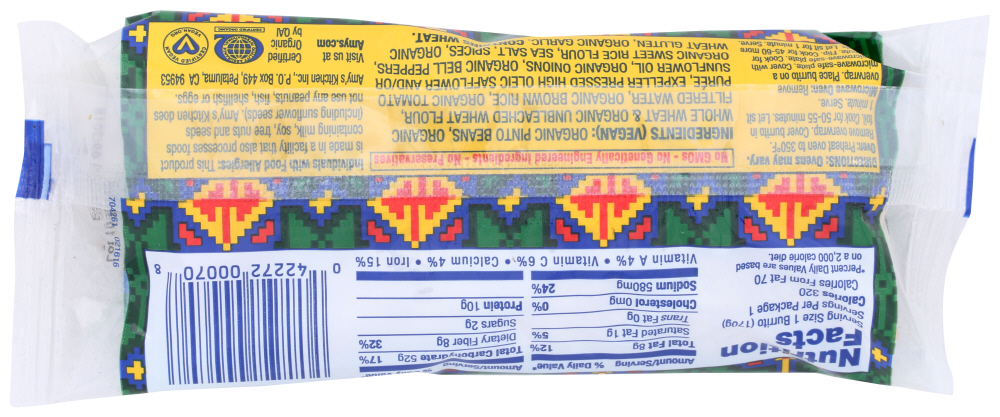 Nutrition
Facts
Serving Size 1 Burrito (170g)
Servings Per Package 1
Calories 320
Calories From Fat 70
*Percent Daily Values are based
on a 2,000 calorie diet.
Amount/Serving % Daily Value*
Total Fat 8g 12%
Saturated Fat 1g 5%
Trans Fat 0g
Cholesterol 0mg 0%
Sodium 580mg 24%
Amount/Serving
Total Carbohydrate 52g 17%
Dietary Fiber 8g 32%
Sugars 2g
Protein 10g
Vitamin A 4% • Vitamin C 6% • Calcium 4% • Iron 15%
0 42272 00070 8
704261 021816
No GMOs - No Genetically Engineered Ingredients - No Preservatives
DIRECTIONS: Ovens may vary.
Oven: Preheat oven to 350°F.
Remove overwrap. Cover burrito in
foil. Cook for 50-55 minutes. Let sit
1 minute. Serve.
Microwave Oven: Remove
overwrap. Place burrito on a
microwave-safe plate. Cover with
INGREDIENTS (VEGAN): ORGANIC PINTO BEANS, ORGANIC
WHOLE WHEAT & ORGANIC UNBLEACHED WHEAT FLOUR,
FILTERED WATER, ORGANIC BROWN RICE, ORGANIC TOMATO
PURÉE, EXPELLER PRESSED HIGH OLEIC SAFFLOWER AND/OR
SUNFLOWER OIL, ORGANIC ONIONS, ORGANIC BELL PEPPERS,
ORGANIC SWEET RICE FLOUR, SEA SALT, SPICES, ORGANIC
WHEAT GLUTEN, ORGANIC GARLIC. CONTAINS WHEAT.
Individuals with Food Allergies: This product
is made in a facility that also processes foods
containing milk, soy, tree nuts and seeds
(including sunflower seeds). Amy's Kitchen does
not use any peanuts, fish, shellfish or eggs.
Amy's Kitchen Inc., P.O. Box 449, Petaluma, CA 94953
Visit us at
Amys.com
Certified
Organic
by QAI
CERTIFIED ORGANIC
CERTIFIED VEGAN
VEGAN.ORG